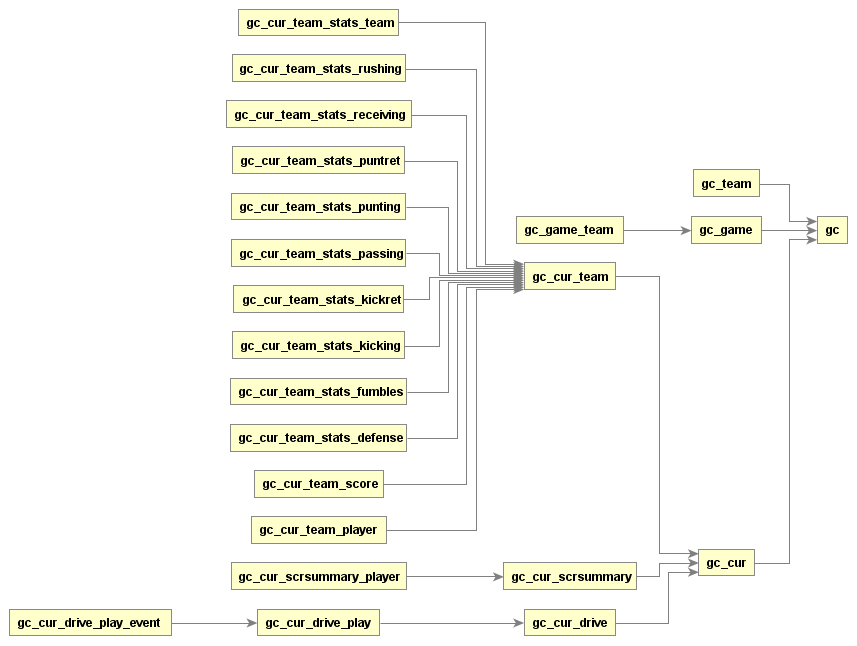 gc_cur_team_stats_team
gc_cur_team_stats_rushing
gc_cur_team_stats_receiving
gc_cur_team_stats_puntret
gc_team
gc_cur_team_stats_punting
gc_game_team
gc_game
gc
gc_cur_team_stats_passing
gc_cur_team
gc_cur_team_stats_kickret
gc_cur_team_stats_kicking
gc_cur_team_stats_fumbles
gc_cur_team_stats_defense
gc_cur_team_score
gc_cur_team_player
gc_cur
gc_cur_scrsummary_player
gc_cur_scrsummary
gc_cur_drive_play_event
gc_cur_drive_play
gc_cur_drive